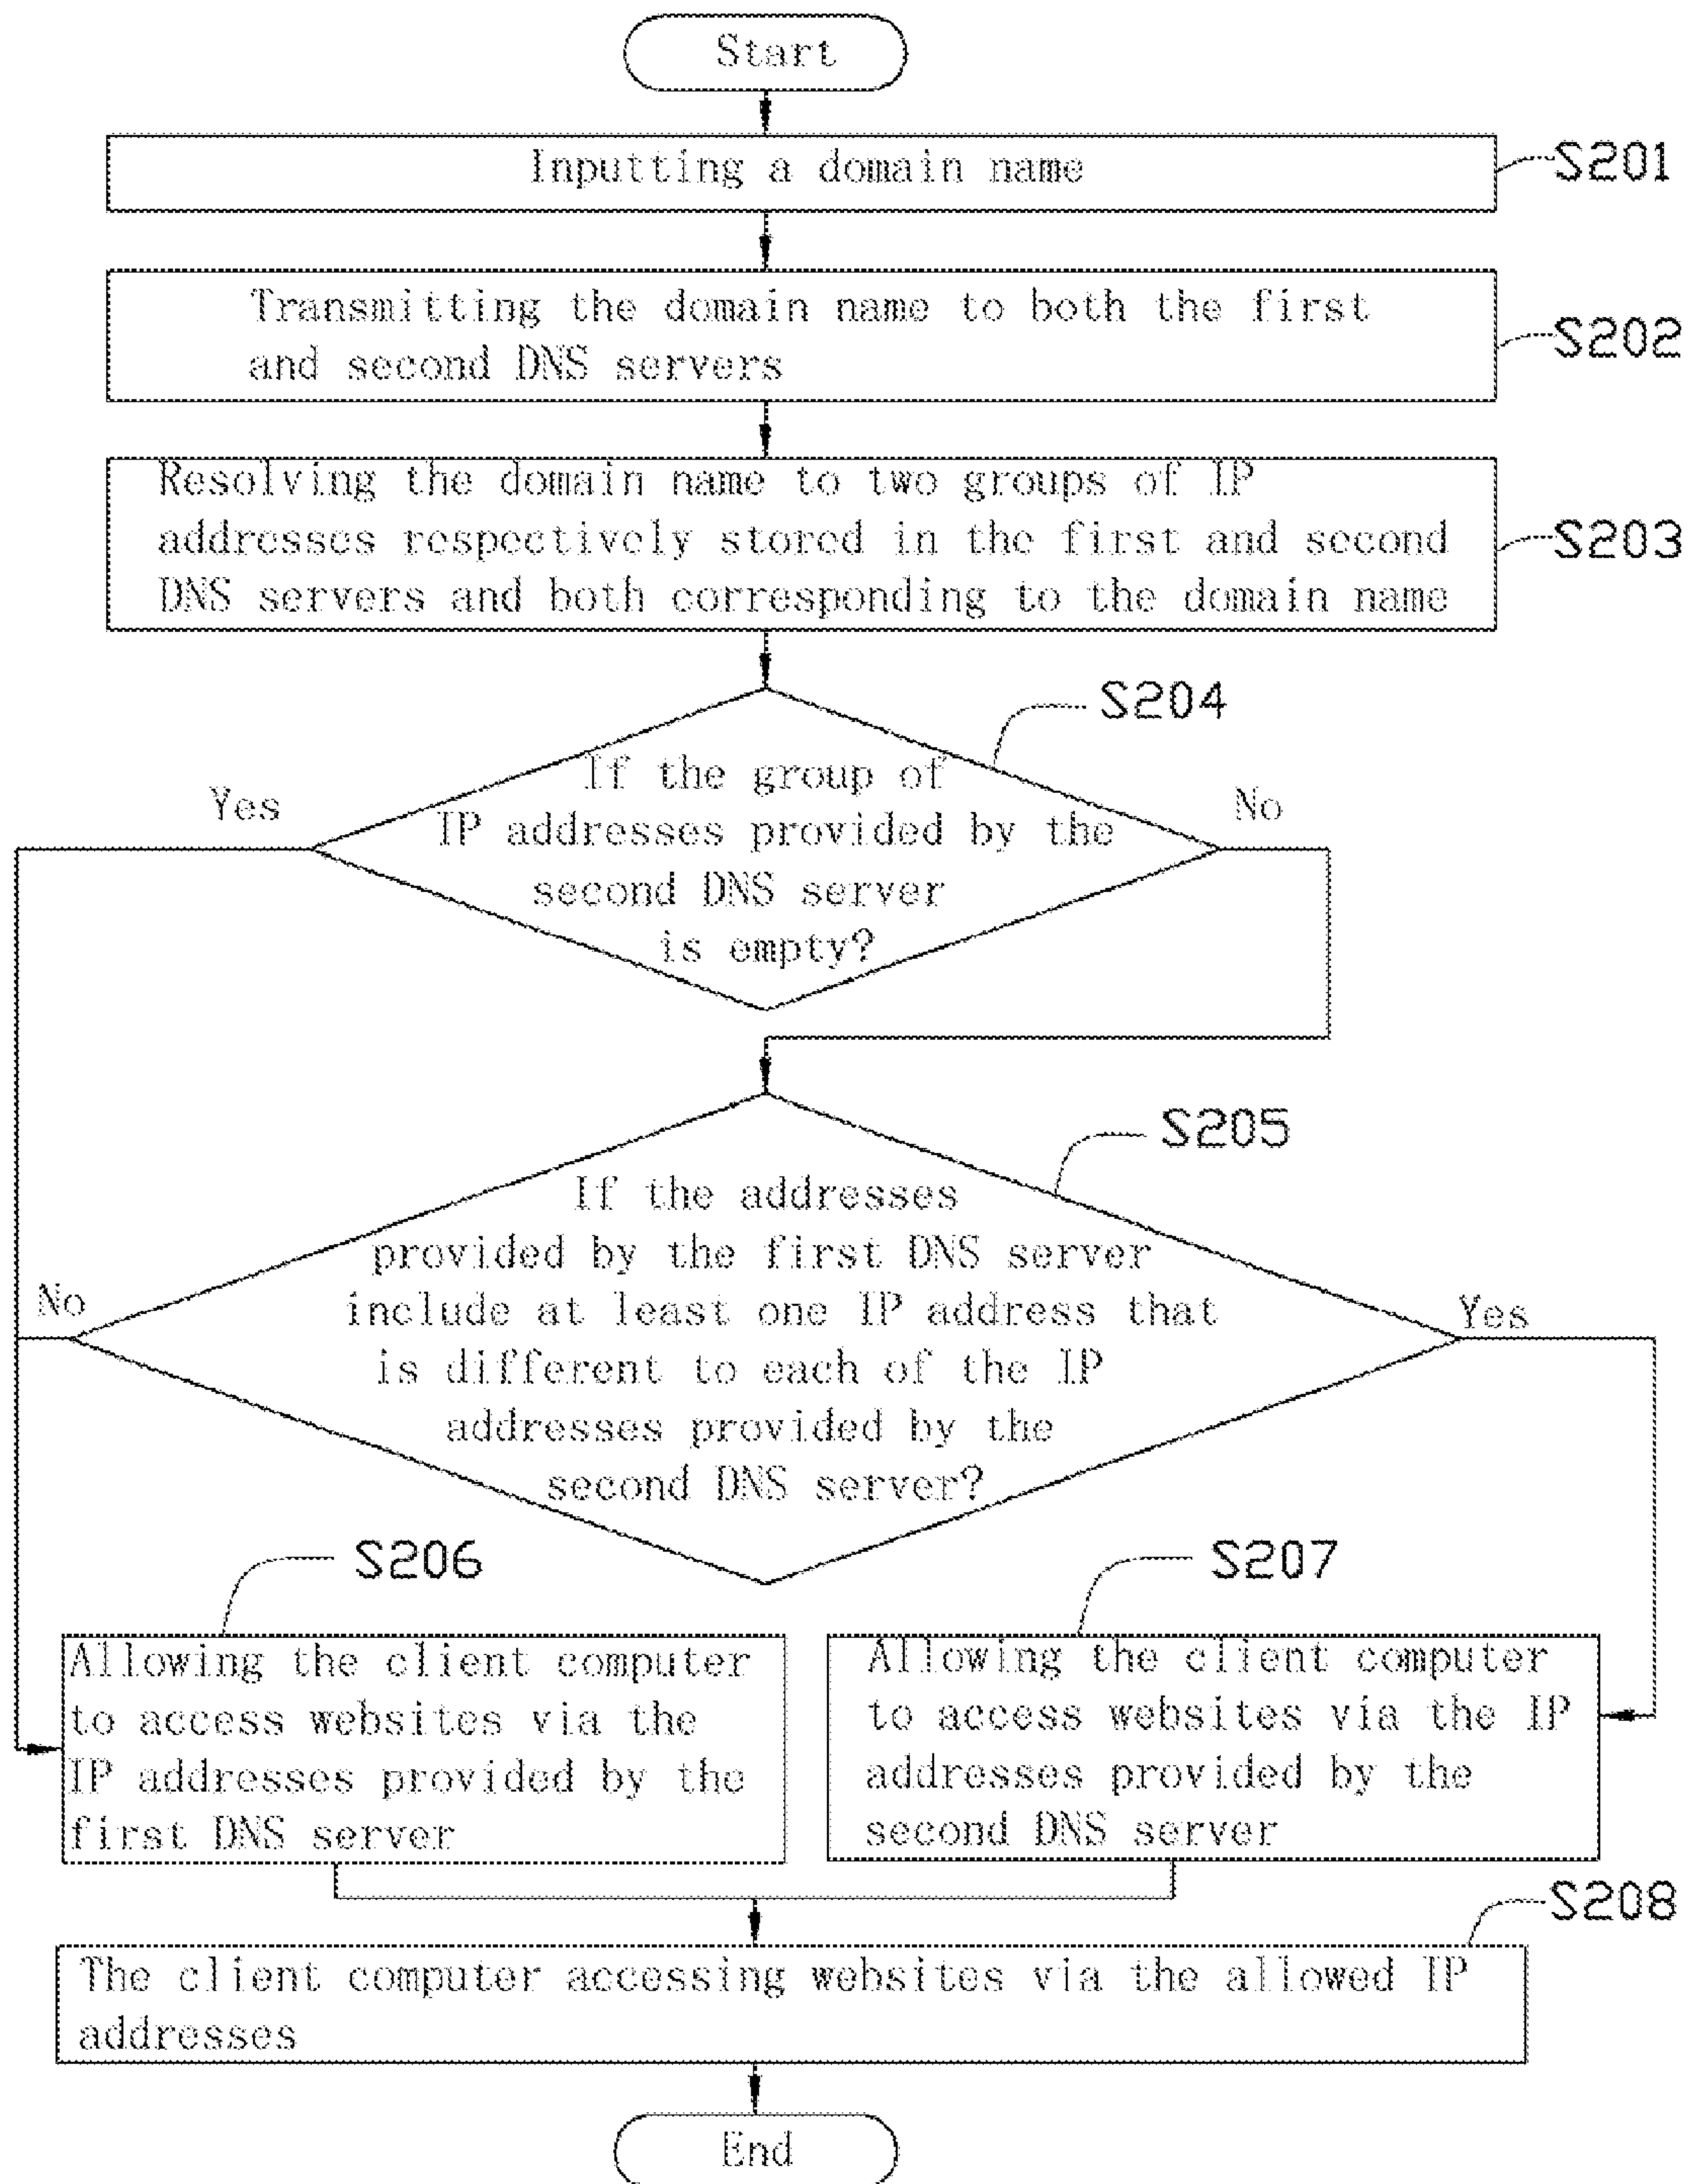 Start
Inputting a domain name
S201
Transmitting the domain name to both the first
and second DNS servers
S202
Resolving the domain name to two groups of IP
addresses respectively stored in the first and second
DNS servers and both corresponding to the domain name
S203
S204
If the group of
IP addresses provided by the
second DNS server
is empty?
Yes
No
S205
If the addresses
provided by the first DNS server
include at least one IP address that
is different to each of the IP
addresses provided by the
second DNS server?
No
Yes
S206
Allowing the client computer
to access websites via the
IP addresses provided by the
first DNS server
S207
Allowing the client computer
to access websites via the IP
addresses provided by the
second DNS server
S208
The client computer accessing websites via the allowed IP
addresses
End